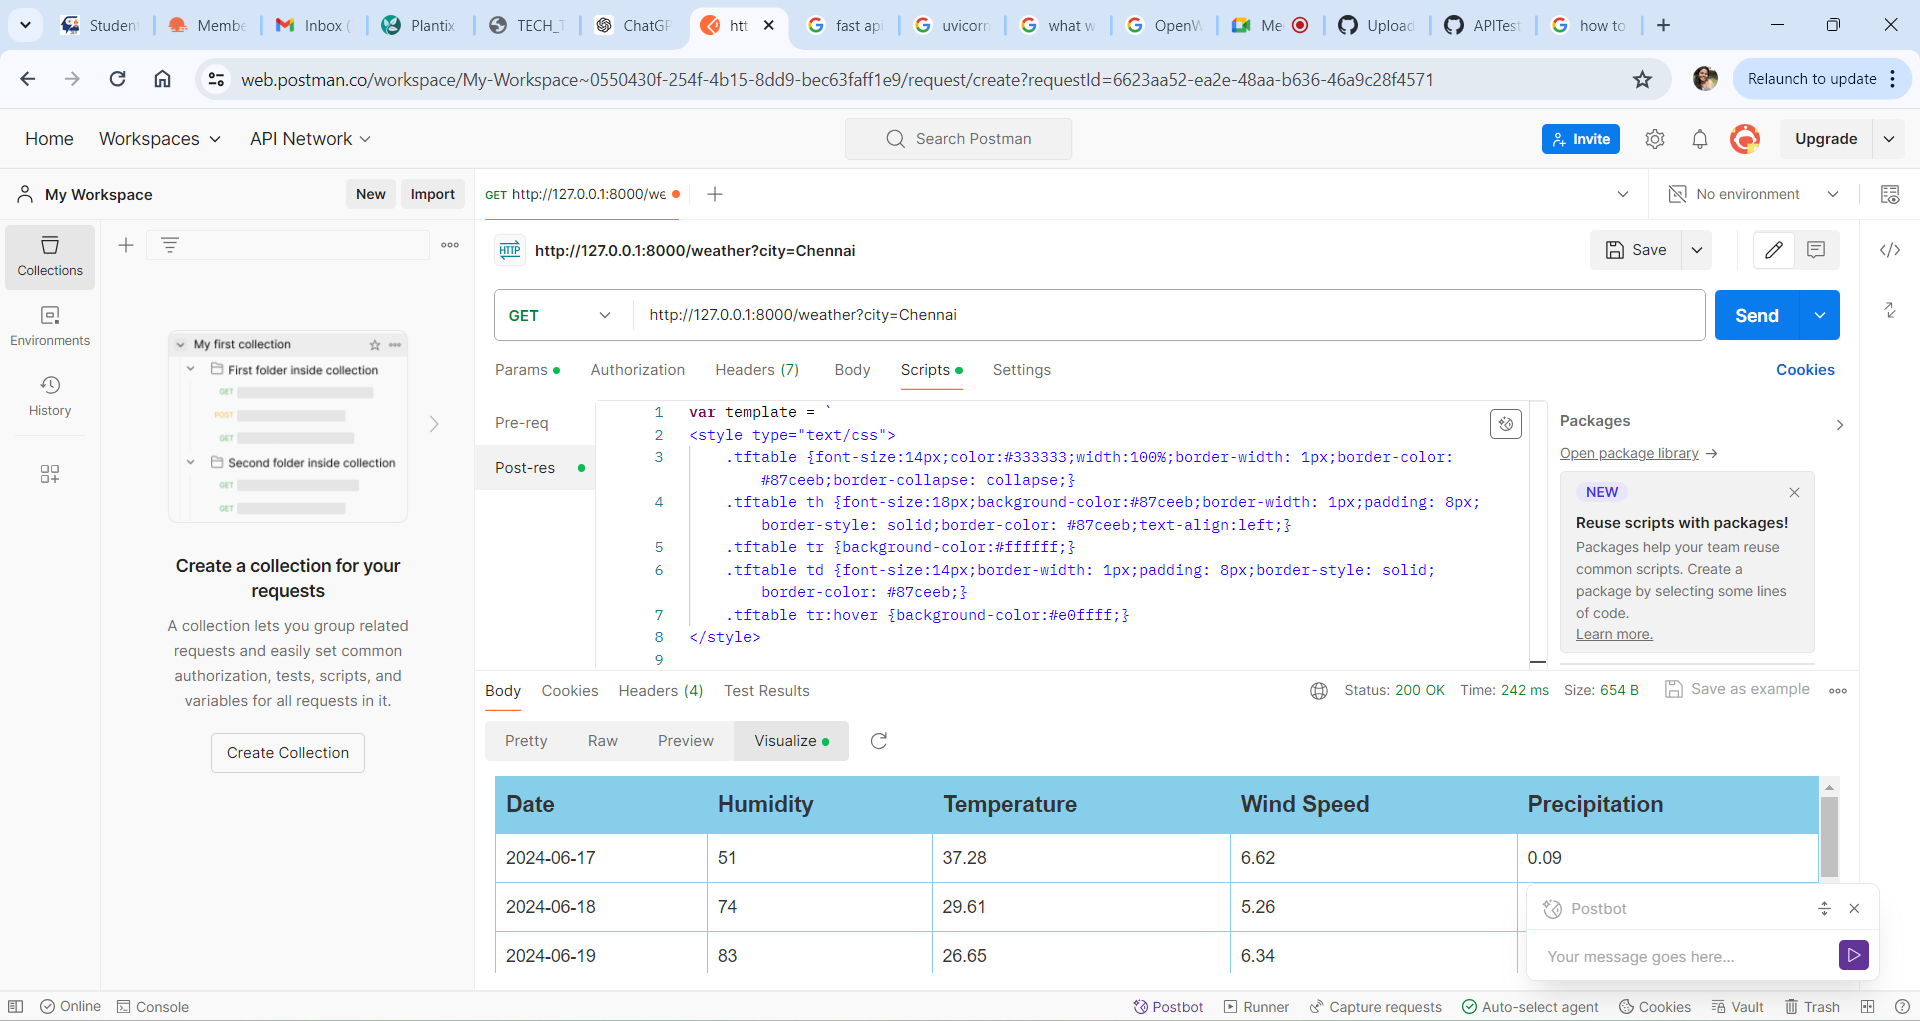 Student
Membe
Inbox (
Plantix
TECH_T
ChatGP
htt
fast api
uvicorn
what w
OpenW
Me
Upload
APITest
how to
web.postman.co/workspace/My-Workspace~0550430f-254f-4b15-8dd9-bec63faff1e9/request/create?requestId=6623aa52-ea2e-48aa-b636-46a9c28f4571
Relaunch to update
Home
Workspaces
API Network
Search Postman
Invite
Upgrade
My Workspace
New
Import
GET http://127.0.0.1:8000/we
No environment
Collections
Environments
History
My first collection
First folder inside collection
GET
POST
GET
Second folder inside collection
GET
GET
Create a collection for your
requests
A collection lets you group related
requests and easily set common
authorization, tests, scripts, and
variables for all requests in it.
Create Collection
HTTP
http://127.0.0.1:8000/weather?city=Chennai
Save
GET
http://127.0.0.1:8000/weather?city=Chennai
Send
Params
Authorization
Headers (7)
Body
Scripts
Settings
Cookies
Pre-req
Post-res
1 var template = `
2 <style type="text/css">
3 .tftable {font-size:14px;color:#333333;width:100%;border-width: 1px;border-color:
#87ceeb;border-collapse: collapse;}
4 .tftable th {font-size:18px;background-color:#87ceeb;border-width: 1px;padding: 8px;
border-style: solid;border-color: #87ceeb;text-align:left;}
5 .tftable tr {background-color:#ffffff;}
6 .tftable td {font-size:14px;border-width: 1px;padding: 8px;border-style: solid;
border-color: #87ceeb;}
7 .tftable tr:hover {background-color:#e0ffff;}
8 </style>
9
Packages
Open package library →
NEW
Reuse scripts with packages!
Packages help your team reuse
common scripts. Create a
package by selecting some lines
of code.
Learn more.
Body
Cookies
Headers (4)
Test Results
Status: 200 OK
Time: 242 ms
Size: 654 B
Save as example
Pretty
Raw
Preview
Visualize
Date Humidity Temperature Wind Speed Precipitation
2024-06-17 51 37.28 6.62 0.09
2024-06-18 74 29.61 5.26
2024-06-19 83 26.65 6.34
Postbot
Your message goes here...
Online
Console
Postbot
Runner
Capture requests
Auto-select agent
Cookies
Vault
Trash